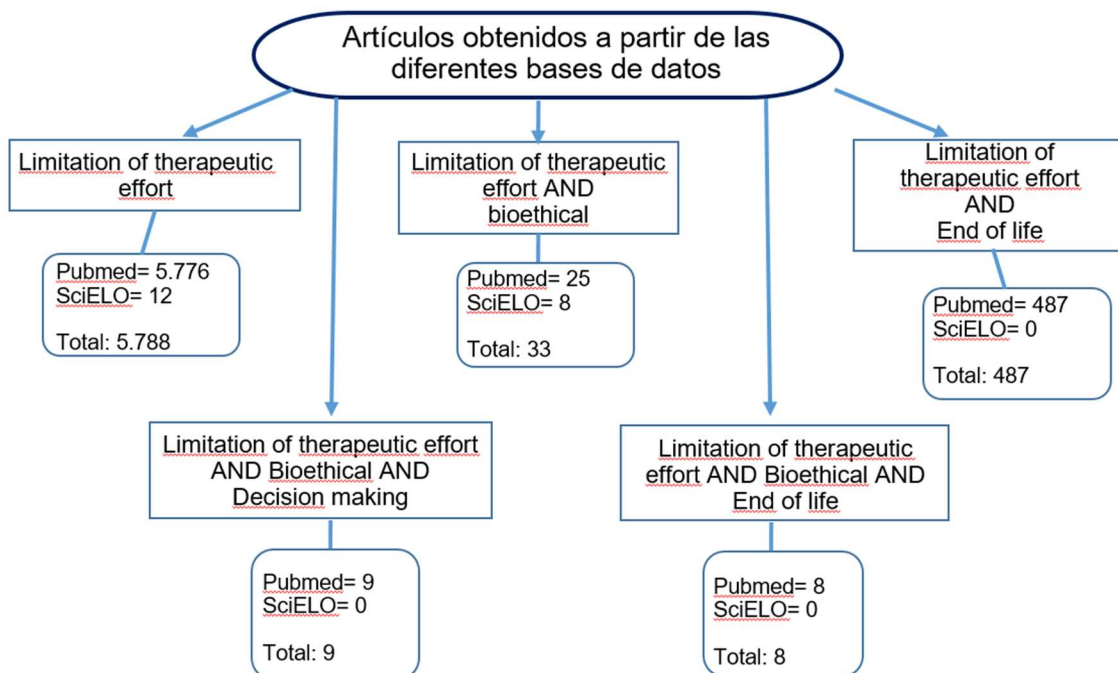 Artículos obtenidos a partir de las
diferentes bases de datos
Limitation of therapeutic
effort
Pubmed= 5.776
SciELO= 12
Total: 5.788
Limitation of therapeutic
effort AND
bioethical
Pubmed= 25
SciELO= 8
Total: 33
Limitation of
therapeutic effort
AND
End of life
Pubmed= 487
SciELO= 0
Total: 487
Limitation of therapeutic effort
AND Bioethical AND
Decision making
Pubmed= 9
SciELO= 0
Total: 9
Limitation of therapeutic
effort AND Bioethical AND
End of life
Pubmed= 8
SciELO= 0
Total: 8